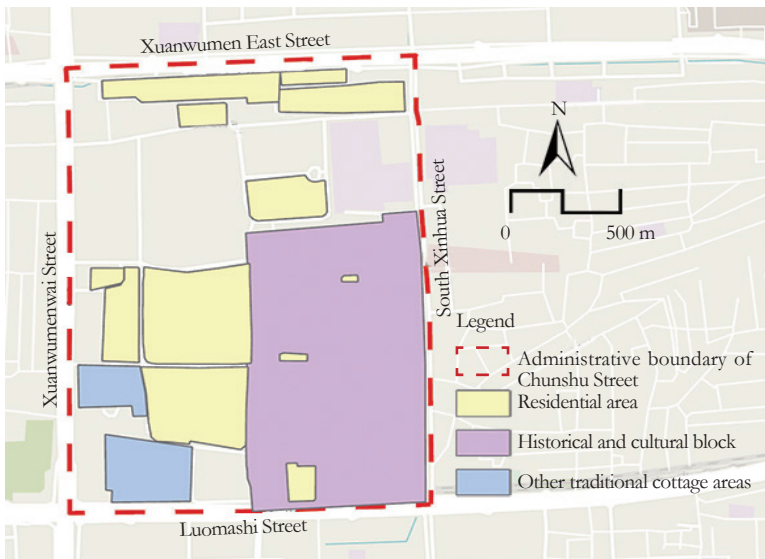 Xuanwumen East Street
N
0
500 m
South Xinhua Street
Xuanwumenwai Street
Legend
Administrative boundary of
Chunshu Street
Residential area
Historical and cultural block
Other traditional cottage areas
Luomashi Street